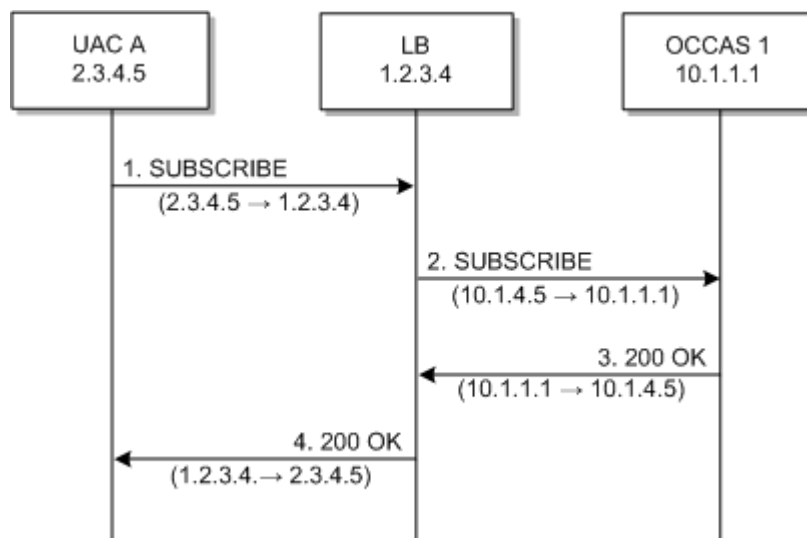 UAC A
2.3.4.5
LB
1.2.3.4
OCCAS 1
10.1.1.1
1. SUBSCRIBE
(2.3.4.5 → 1.2.3.4)
2. SUBSCRIBE
(10.1.4.5 → 10.1.1.1)
3. 200 OK
(10.1.1.1 → 10.1.4.5)
4. 200 OK
(1.2.3.4.→ 2.3.4.5)